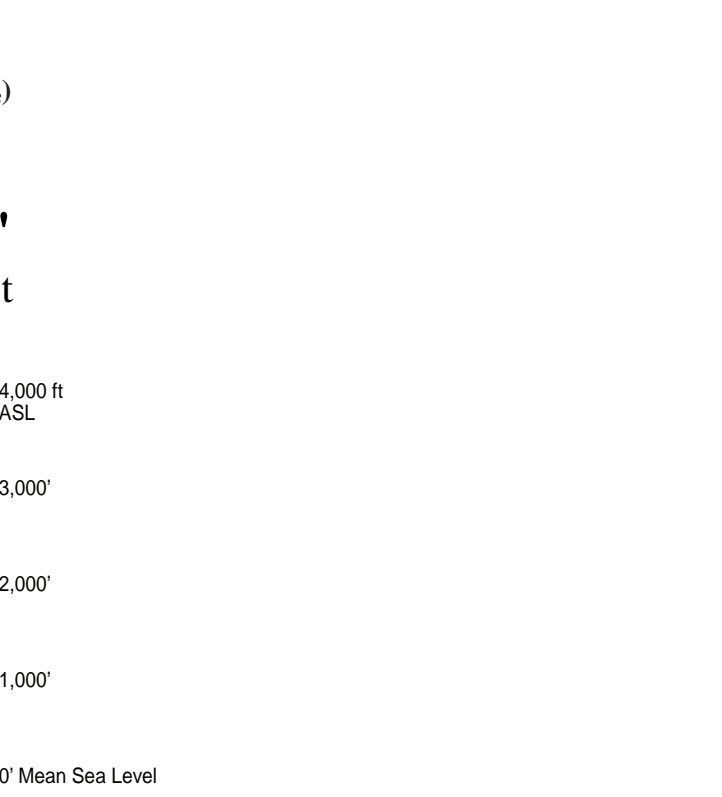 )
'
t
4,000 ft
ASL
3,000’
2,000’
1,000’
0’ Mean Sea Level